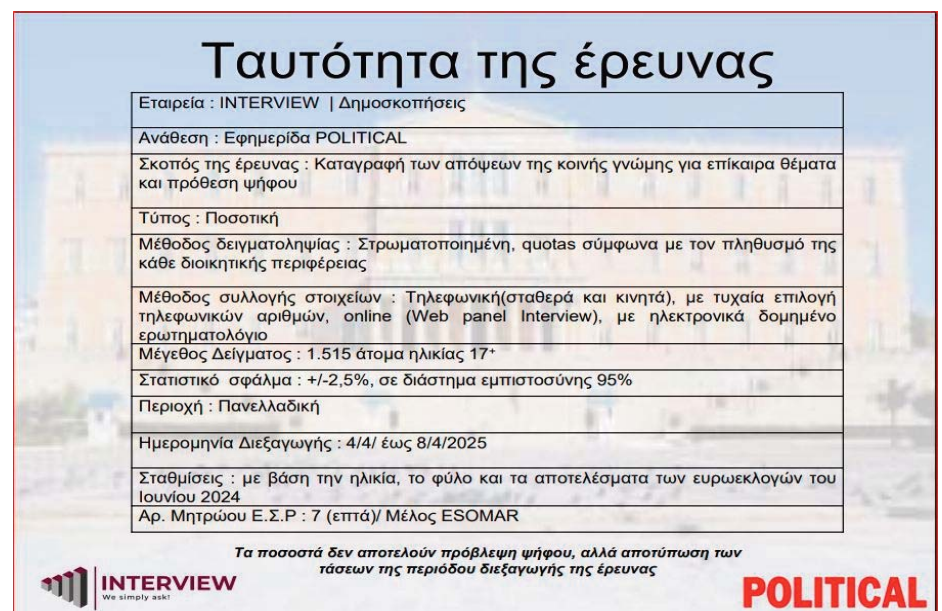 Ταυτότητα της έρευνας
Εταιρεία : INTERVIEW | Δημοσκοπήσεις
Ανάθεση : Εφημερίδα POLITICAL
Σκοπός της έρευνας : Καταγραφή των απόψεων της κοινής γνώμης για επίκαιρα θέματα
και πρόθεση ψήφου
Τύπος : Ποσοτική
Μέθοδος δειγματοληψίας : Στρωματοποιημένη, quotas σύμφωνα με τον πληθυσμό της
κάθε διοικητικής περιφέρειας
Μέθοδος συλλογής στοιχείων : Τηλεφωνική(σταθερά και κινητά), με τυχαία επιλογή
τηλεφωνικών αριθμών, online (Web panel Interview), με ηλεκτρονικά δομημένο
ερωτηματολόγιο
Μέγεθος Δείγματος : 1.515 άτομα ηλικίας 17⁺
Στατιστικό σφάλμα : +/-2,5%, σε διάστημα εμπιστοσύνης 95%
Περιοχή : Πανελλαδική
Ημερομηνία Διεξαγωγής : 4/4/ έως 8/4/2025
Σταθμίσεις : με βάση την ηλικία, το φύλο και τα αποτελέσματα των ευρωεκλογών του
Ιουνίου 2024
Αρ. Μητρώου Ε.Σ.Ρ : 7 (επτά)/ Μέλος ESOMAR
Τα ποσοστά δεν αποτελούν πρόβλεψη ψήφου, αλλά αποτύπωση των
τάσεων της περιόδου διεξαγωγής της έρευνας
INTERVIEW
We simply ask!
POLITICAL